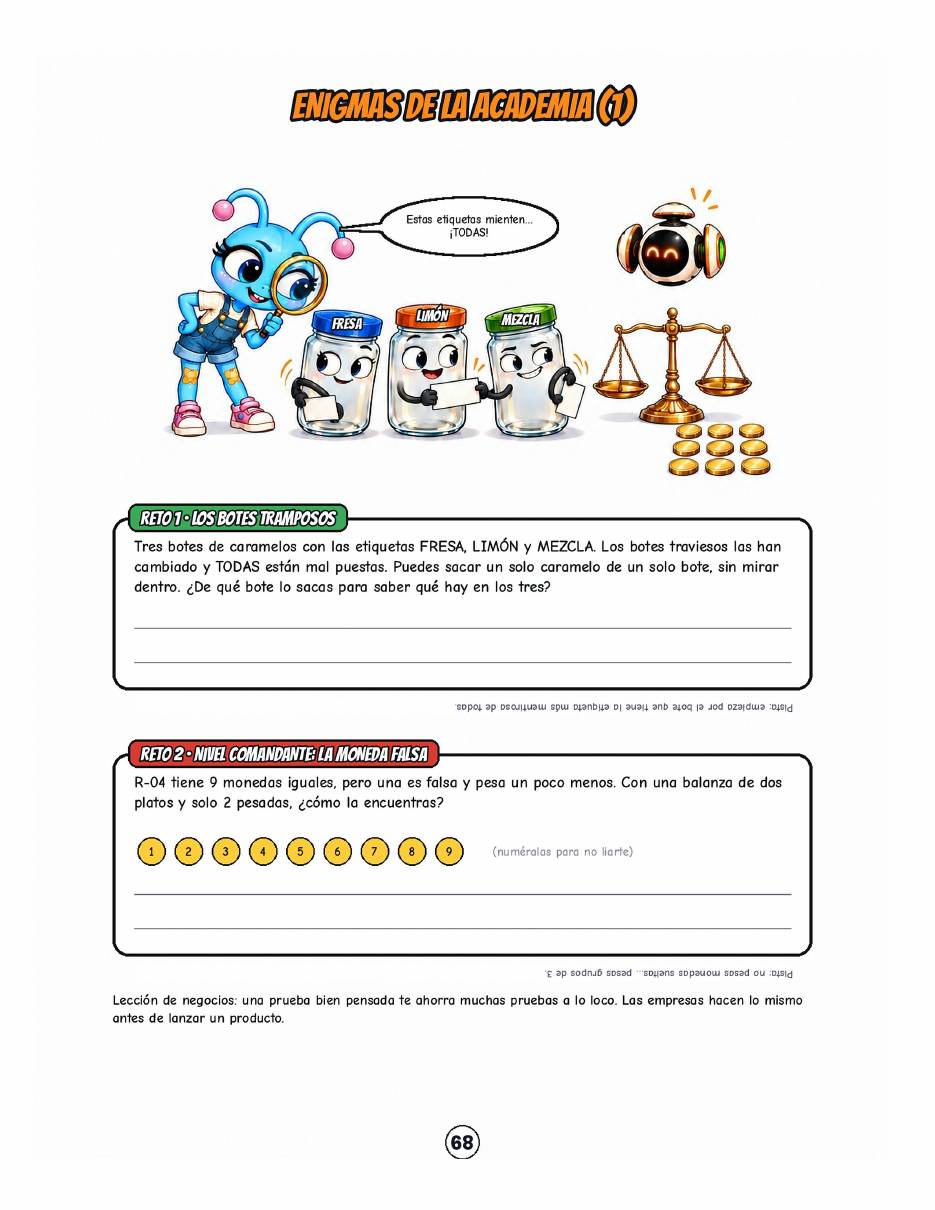 ENIGMAS DE LA ACADEMIA (1)
Estas etiquetas mienten...
¡TODAS!
FRESA
LIMÓN
MEZCLA
RETO 1 • LOS BOTES TRAMPOSOS
Tres botes de caramelos con las etiquetas FRESA, LIMÓN y MEZCLA. Los botes traviesos las han
cambiado y TODAS están mal puestas. Puedes sacar un solo caramelo de un solo bote, sin mirar
dentro. ¿De qué bote lo sacas para saber qué hay en los tres?
Pista: empieza por el bote que tiene la etiqueta más mentirosa de todas.
RETO 2 • NIVEL COMANDANTE: LA MONEDA FALSA
R-04 tiene 9 monedas iguales, pero una es falsa y pesa un poco menos. Con una balanza de dos
platos y solo 2 pesadas, ¿cómo la encuentras?
1 2 3 4 5 6 7 8 9 (numéralas para no liarte)
Pista: no pesas monedas sueltas... pesas grupos de 3.
Lección de negocios: una prueba bien pensada te ahorra muchas pruebas a lo loco. Las empresas hacen lo mismo
antes de lanzar un producto.
68